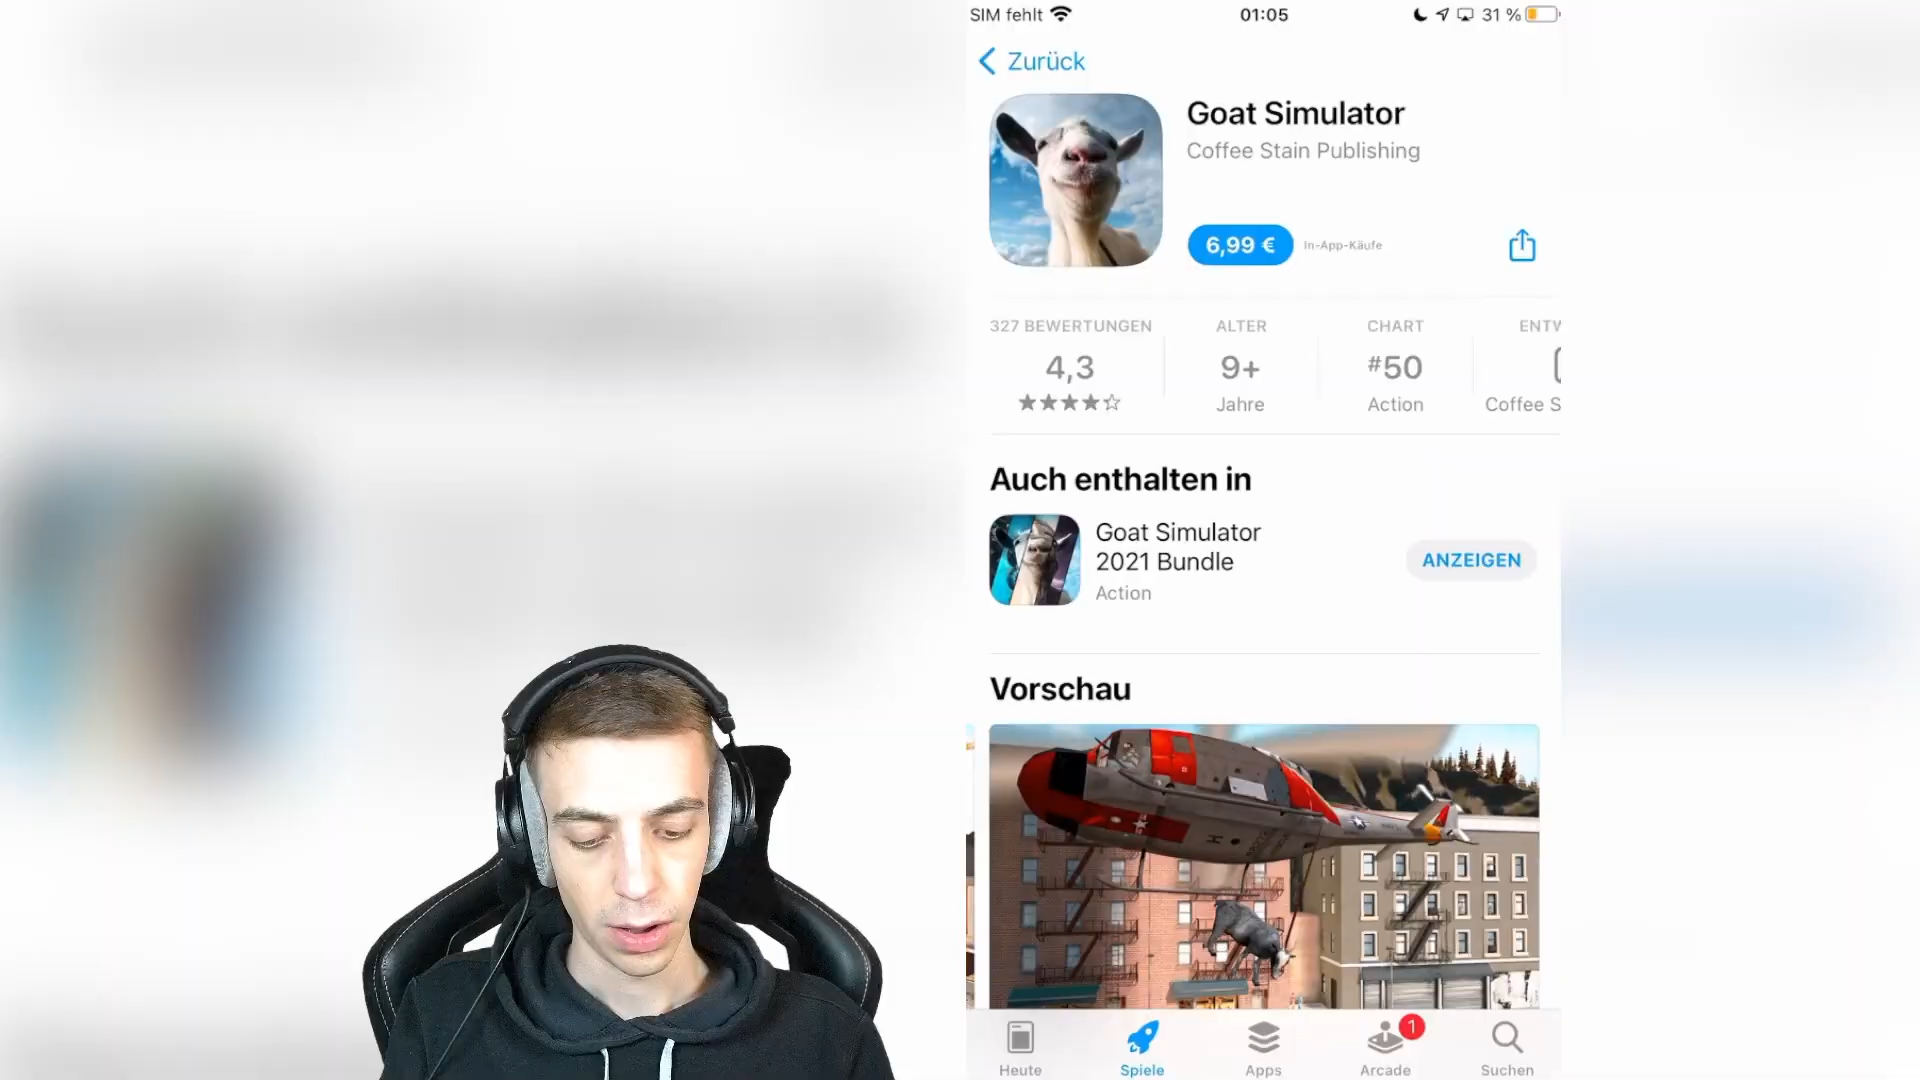 SIM fehlt
01:05
31 %
Zurück
Goat Simulator
Coffee Stain Publishing
6,99 €
In-App-Käufe
327 BEWERTUNGEN
4,3
ALTER
9+
Jahre
CHART
#50
Action
ENTW
Coffee S
Auch enthalten in
Goat Simulator
2021 Bundle
Action
ANZEIGEN
Vorschau
Heute
Spiele
Apps
1
Arcade
Suchen